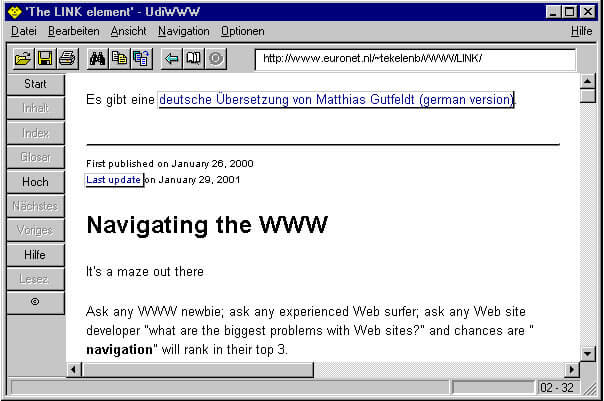 'The LINK element' - UdiWWW
Datei Bearbeiten Ansicht Navigation Optionen Hilfe
http://www.euronet.nl/~tekelenb/WWW/LINK/
Start
Inhalt
Index
Glosar
Hoch
Nächstes
Voriges
Hilfe
Lesez.
©
Es gibt eine deutsche Übersetzung von Matthias Gutfeldt (german version).
First published on January 26, 2000
Last update on January 29, 2001
Navigating the WWW
It's a maze out there
Ask any WWW newbie; ask any experienced Web surfer; ask any Web site
developer "what are the biggest problems with Web sites?" and chances are "
navigation" will rank in their top 3.
02 - 32